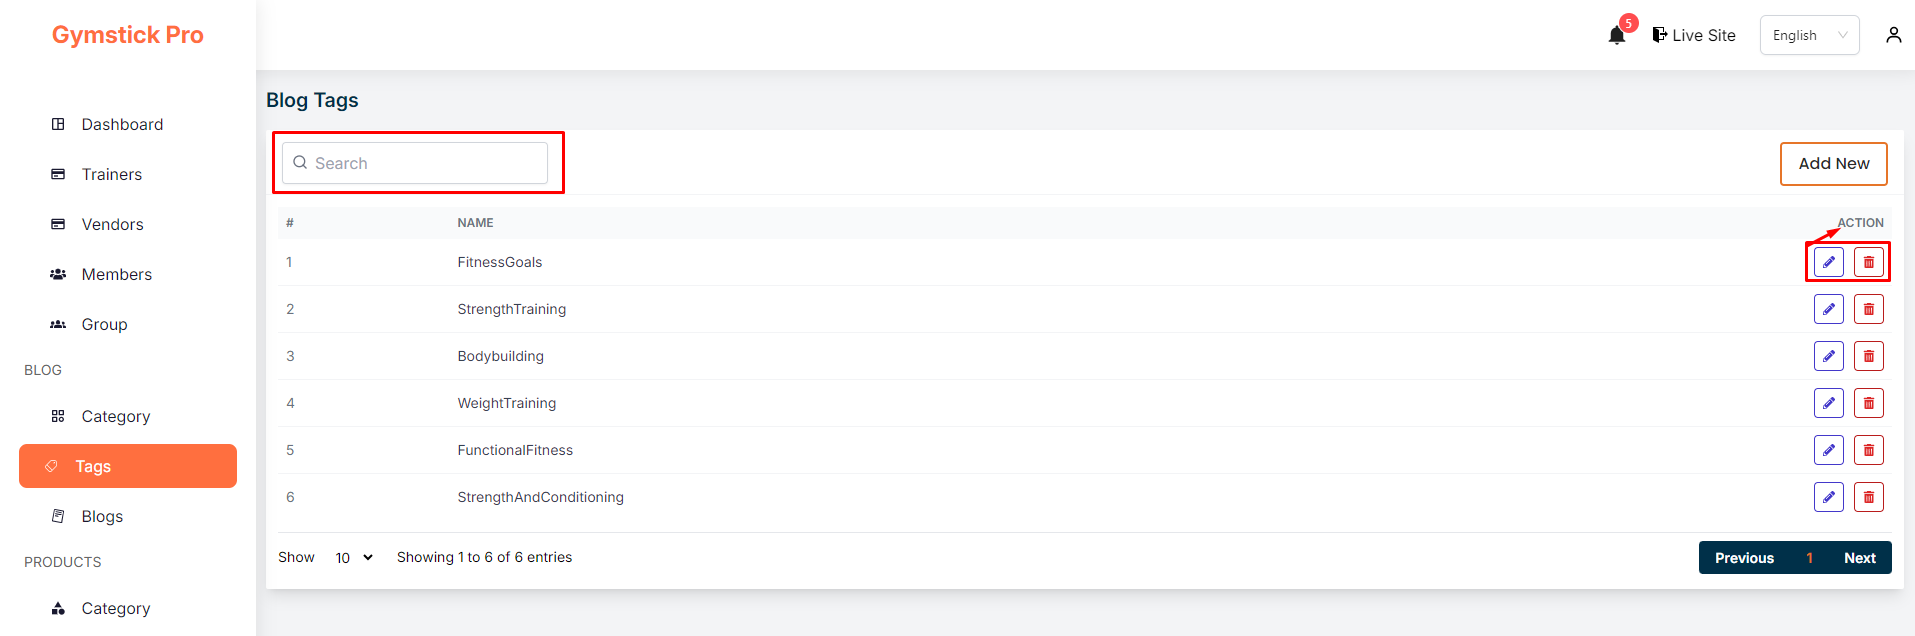 Gymstick Pro
5
Live Site
English
Dashboard
Trainers
Vendors
Members
Group
BLOG
Category
Tags
Blogs
PRODUCTS
Category
Blog Tags
Search
Add New
# NAME ACTION
1 FitnessGoals
2 StrengthTraining
3 Bodybuilding
4 WeightTraining
5 FunctionalFitness
6 StrengthAndConditioning
Show 10 Showing 1 to 6 of 6 entries
Previous 1 Next